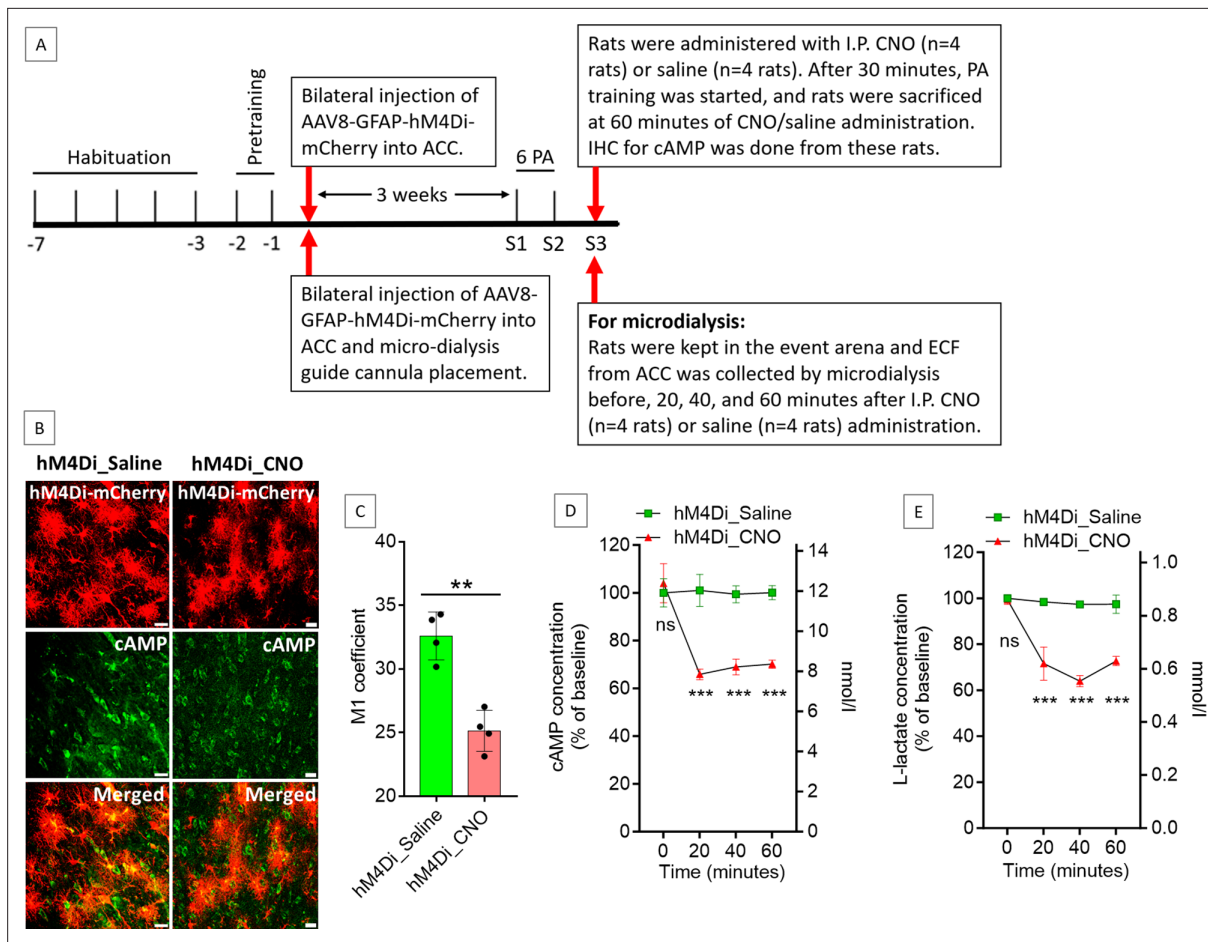 A
Habituation
Pretraining
Bilateral injection of
AAV8-GFAP-hM4Di-
mCherry into ACC.
Rats were administered with I.P. CNO (n=4
rats) or saline (n=4 rats). After 30 minutes, PA
training was started, and rats were sacrificed
at 60 minutes of CNO/saline administration.
IHC for cAMP was done from these rats.
6 PA
3 weeks
-7
-3
-2
-1
S1
S2
S3
Bilateral injection of AAV8-
GFAP-hM4Di-mCherry into
ACC and micro-dialysis
guide cannula placement.
For microdialysis:
Rats were kept in the event arena and ECF
from ACC was collected by microdialysis
before, 20, 40, and 60 minutes after I.P. CNO
(n=4 rats) or saline (n=4 rats) administration.
B
hM4Di_Saline
hM4Di_CNO
hM4Di-mCherry
hM4Di-mCherry
cAMP
cAMP
Merged
Merged
C
M1 coefficient
40
35
30
25
20
**
hM4Di_Saline
hM4Di_CNO
D
hM4Di_Saline
hM4Di_CNO
cAMP concentration
(% of baseline)
120
100
80
60
40
20
0
ns
***
***
***
14
12
10
8
6
4
2
0
nmol/l
0
20
40
60
Time (minutes)
E
hM4Di_Saline
hM4Di_CNO
L-lactate concentration
(% of baseline)
120
100
80
60
40
20
0
ns
***
***
***
1.0
0.8
0.6
0.4
0.2
0.0
mmol/l
0
20
40
60
Time (minutes)